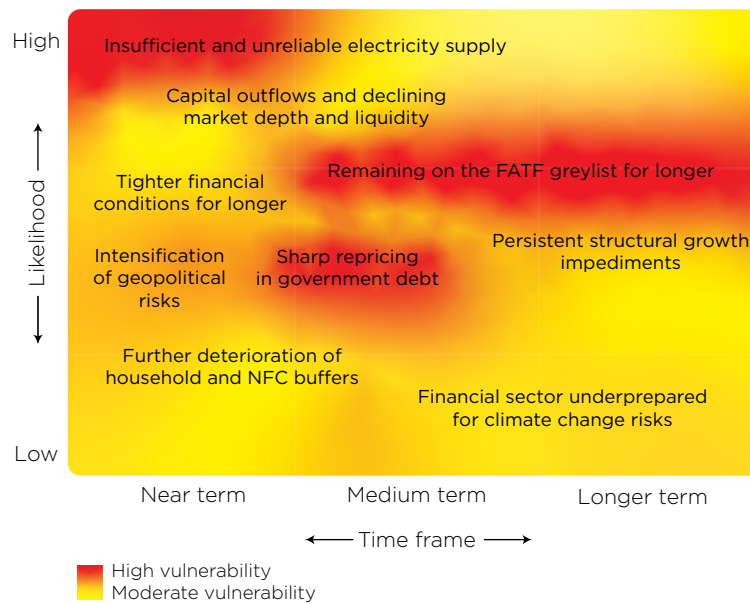 High
Insufficient and unreliable electricity supply
Capital outflows and declining
market depth and liquidity
Remaining on the FATF greylist for longer
Tighter financial
conditions for longer
Likelihood
Persistent structural growth
impediments
Intensification
of geopolitical
risks
Sharp repricing
in government debt
Further deterioration of
household and NFC buffers
Financial sector underprepared
for climate change risks
Low
Near term
Medium term
Longer term
Time frame
High vulnerability
Moderate vulnerability